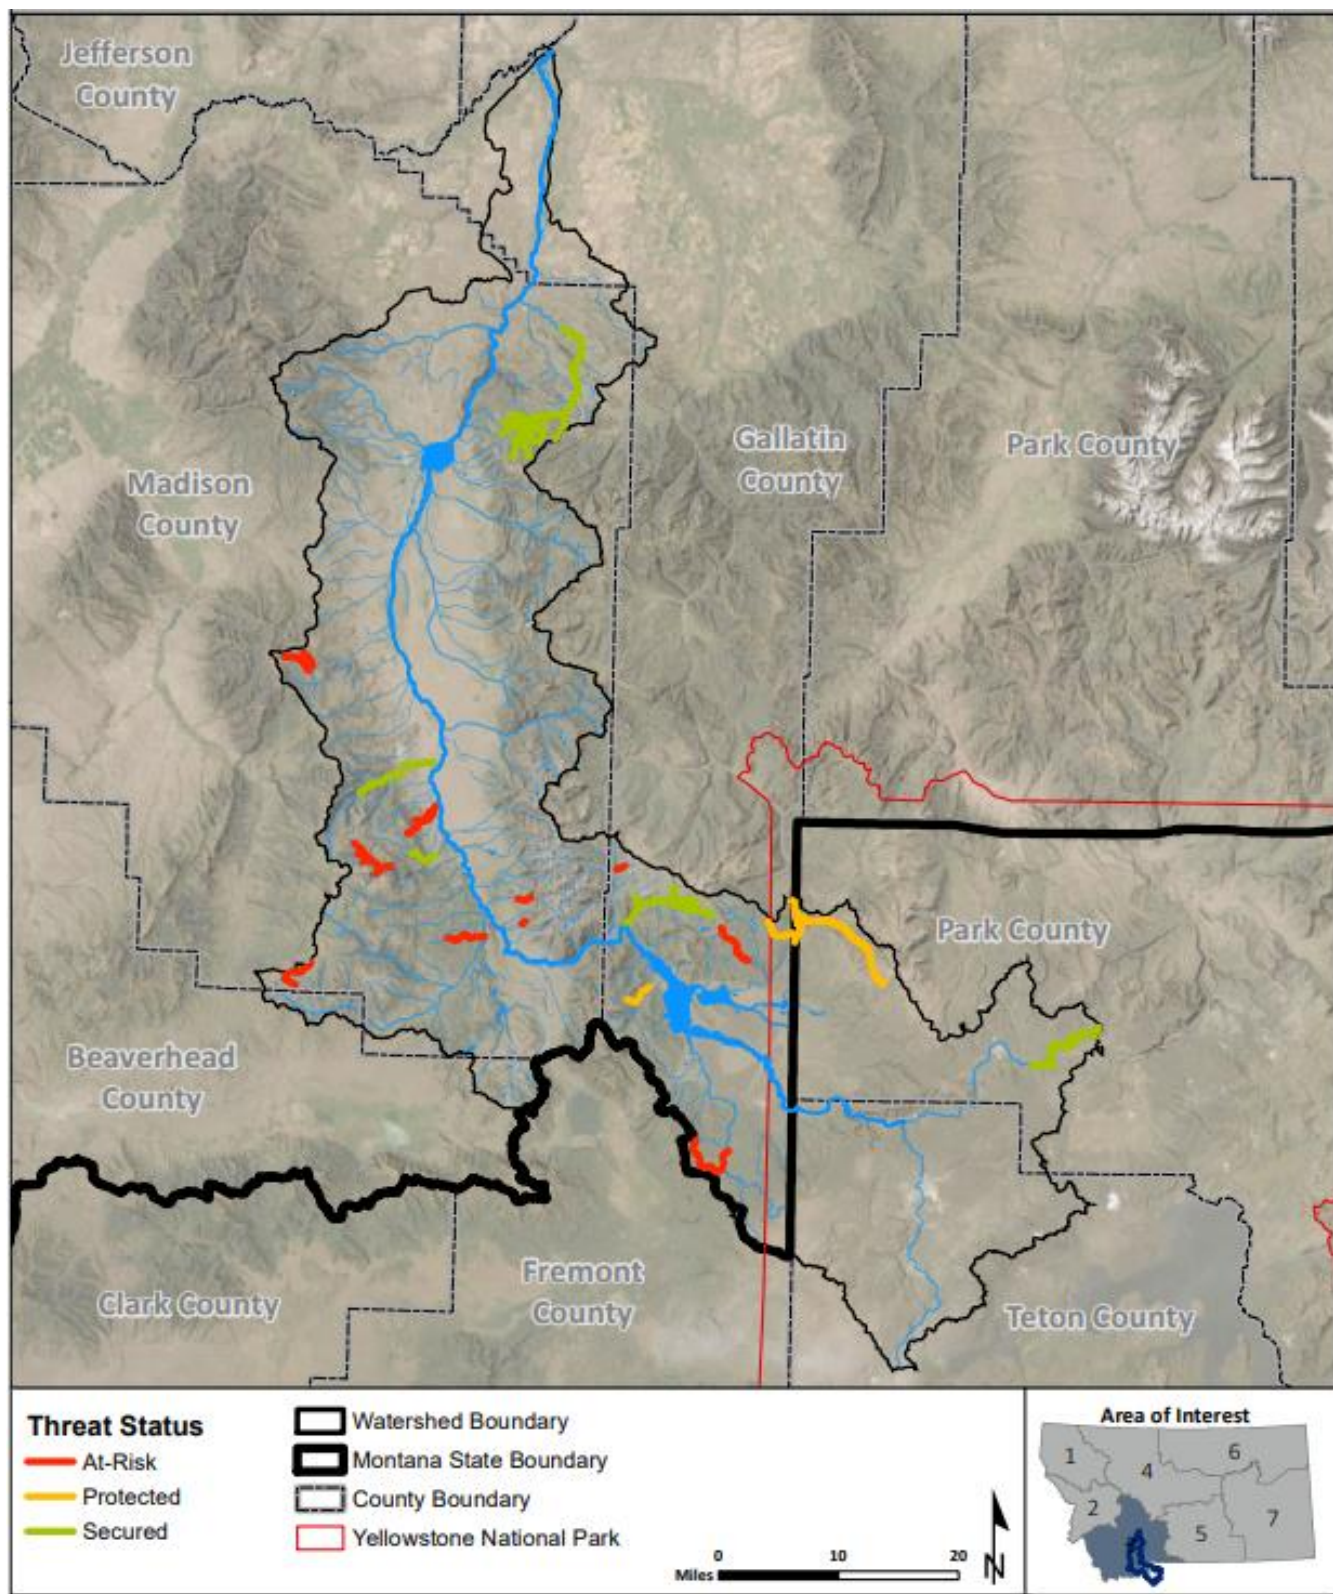 Jefferson
County
Madison
County
Gallatin
County
Park County
Park County
Beaverhead
County
Clark County
Fremont
County
Teton County
Threat Status
At-Risk
Protected
Secured
Watershed Boundary
Montana State Boundary
County Boundary
Yellowstone National Park
0 10 20
Miles
N
Area of Interest
1
6
4
2
7
5